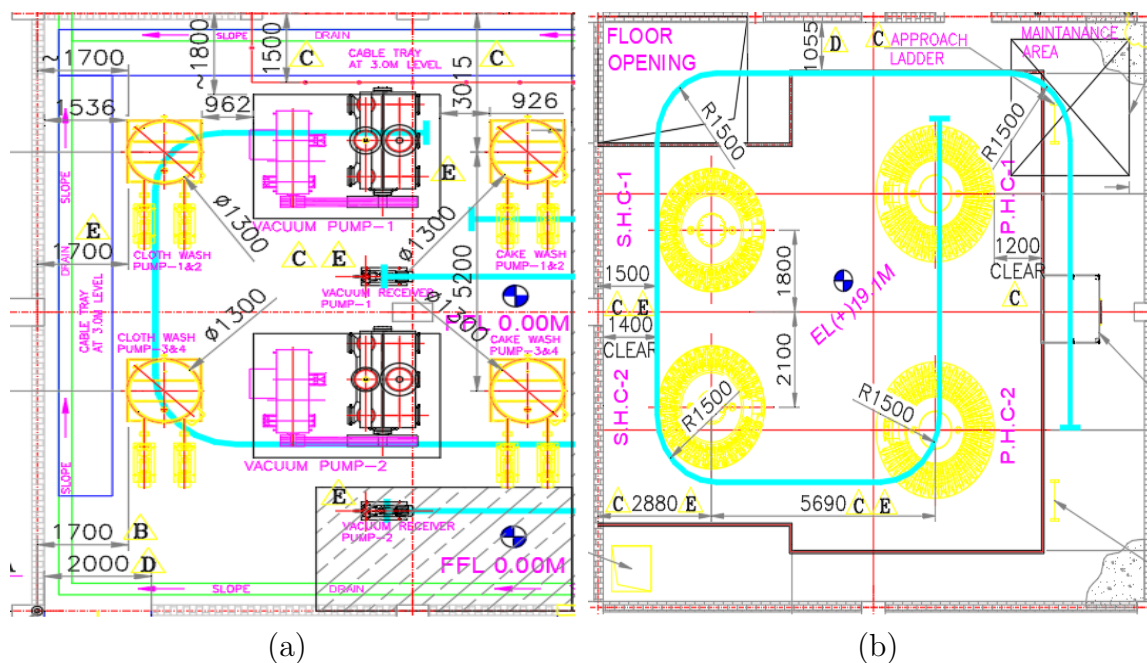 1700
1536
1800
1500
SLOPE
DRAIN
CABLE TRAY
AT 3.0M LEVEL
C
C
3015
962
926
SLOPE
E
E
1700
DRAIN
CABLE TRAY
AT 3.0M LEVEL
VACUUM PUMP-1
CLOTH WASH
PUMP-1&2
Ø1300
Ø1300
CAKE WASH
PUMP-1&2
C
E
VACUUM RECEIVER
PUMP-1
5200
FFL 0.00M
Ø1300
Ø1300
CLOTH WASH
PUMP-3&4
CAKE WASH
PUMP-3&4
SLOPE
VACUUM PUMP-2
E
VACUUM RECEIVER
PUMP-2
1700
B
2000
D
FFL 0.00M
SLOPE
DRAIN
(a)
FLOOR
OPENING
1055
D
C
APPROACH
LADDER
MAINTANANCE
AREA
R1500
R1500
S.H.C-1
P.H.C-1
1500
C
E
1400
CLEAR
1800
EL(+)19.1M
1200
CLEAR
C
2100
S.H.C-2
R1500
R1500
P.H.C-2
C
2880
E
5690
C
E
(b)